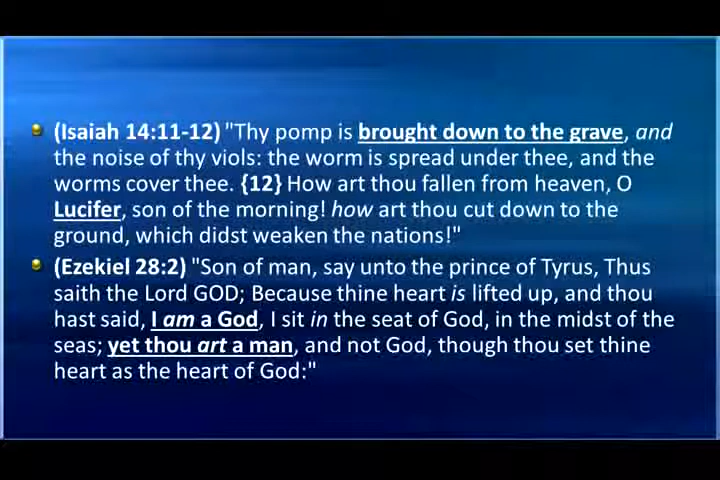 (Isaiah 14:11-12) "Thy pomp is brought down to the grave, and
the noise of thy viols: the worm is spread under thee, and the
worms cover thee. {12} How art thou fallen from heaven, O
Lucifer, son of the morning! how art thou cut down to the
ground, which didst weaken the nations!"
(Ezekiel 28:2) "Son of man, say unto the prince of Tyrus, Thus
saith the Lord GOD; Because thine heart is lifted up, and thou
hast said, I am a God, I sit in the seat of God, in the midst of the
seas; yet thou art a man, and not God, though thou set thine
heart as the heart of God:"